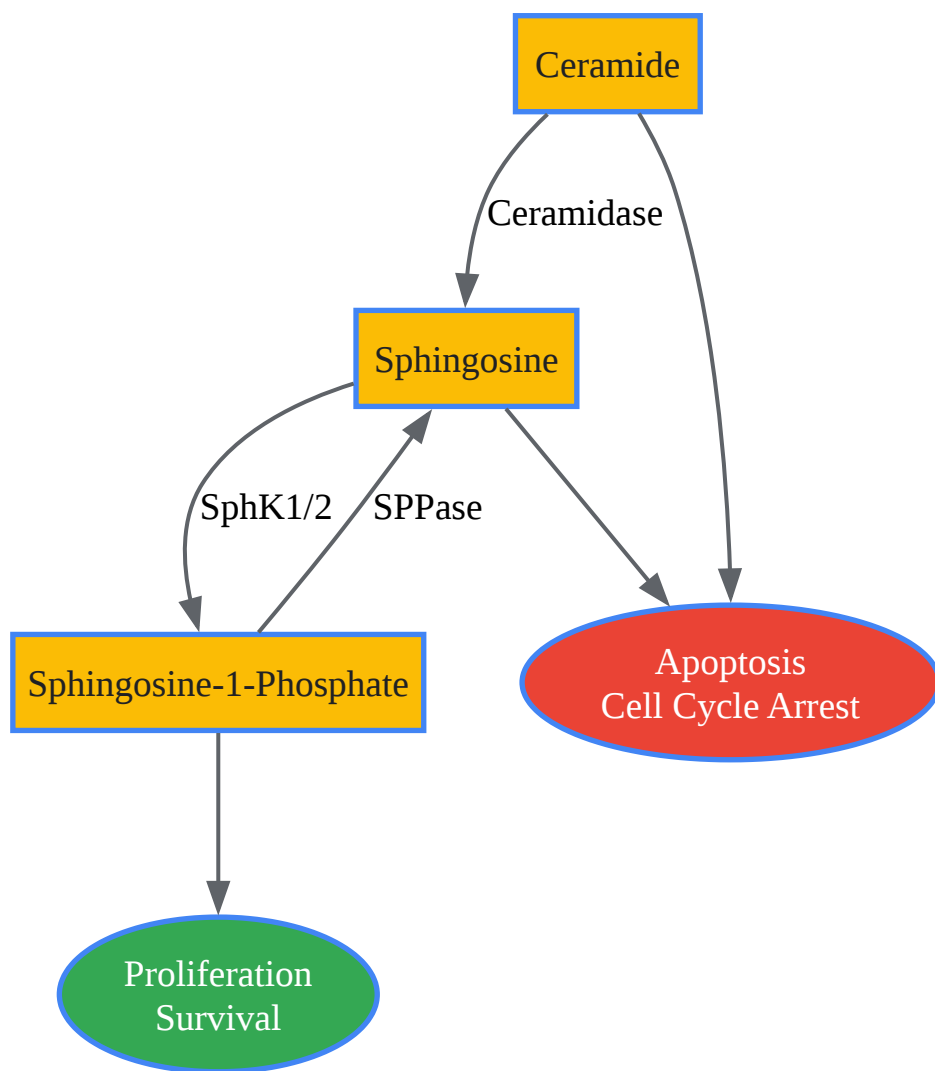 Ceramide
Ceramidase
Sphingosine
SphK1/2
SPPase
Sphingosine-1-Phosphate
Apoptosis
Cell Cycle Arrest
Proliferation
Survival